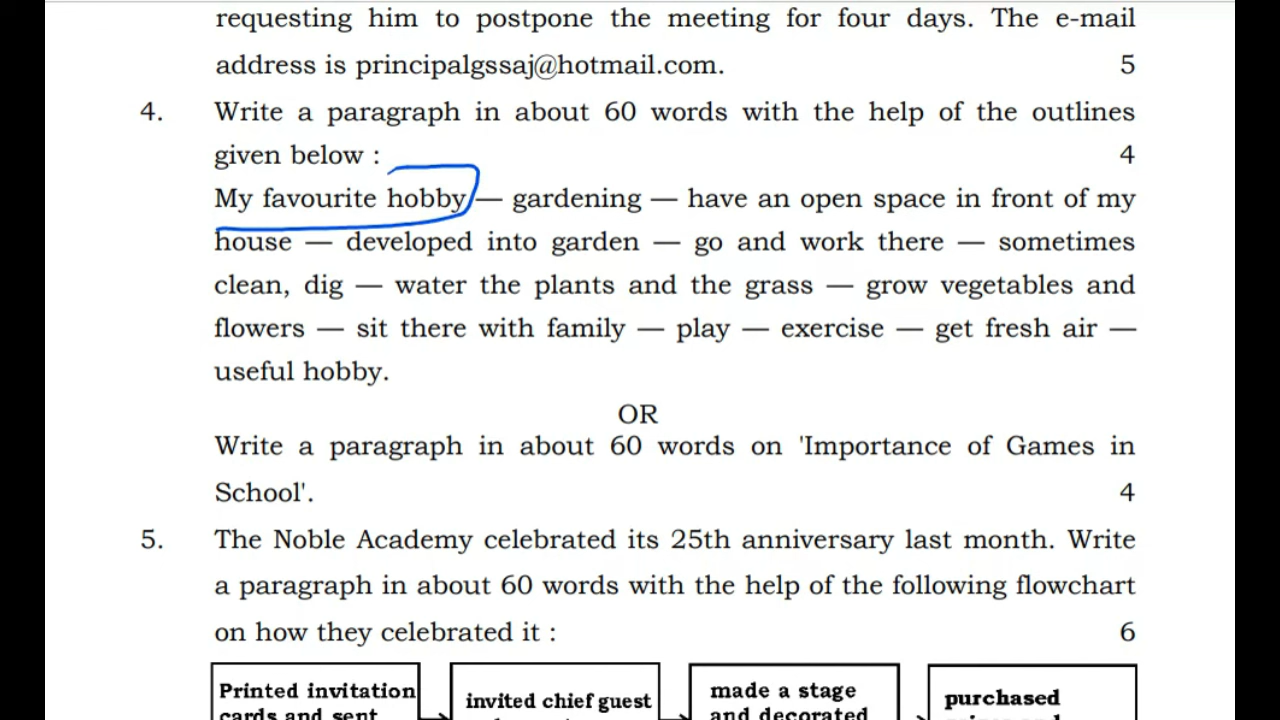 requesting him to postpone the meeting for four days. The e-mail
address is principalgssaj@hotmail.com. 5
4. Write a paragraph in about 60 words with the help of the outlines
given below : 4
My favourite hobby — gardening — have an open space in front of my
house — developed into garden — go and work there — sometimes
clean, dig — water the plants and the grass — grow vegetables and
flowers — sit there with family — play — exercise — get fresh air —
useful hobby.
OR
Write a paragraph in about 60 words on 'Importance of Games in
School'. 4
5. The Noble Academy celebrated its 25th anniversary last month. Write
a paragraph in about 60 words with the help of the following flowchart
on how they celebrated it : 6
Printed invitation invited chief guest made a stage purchased
cards and sent and decorated